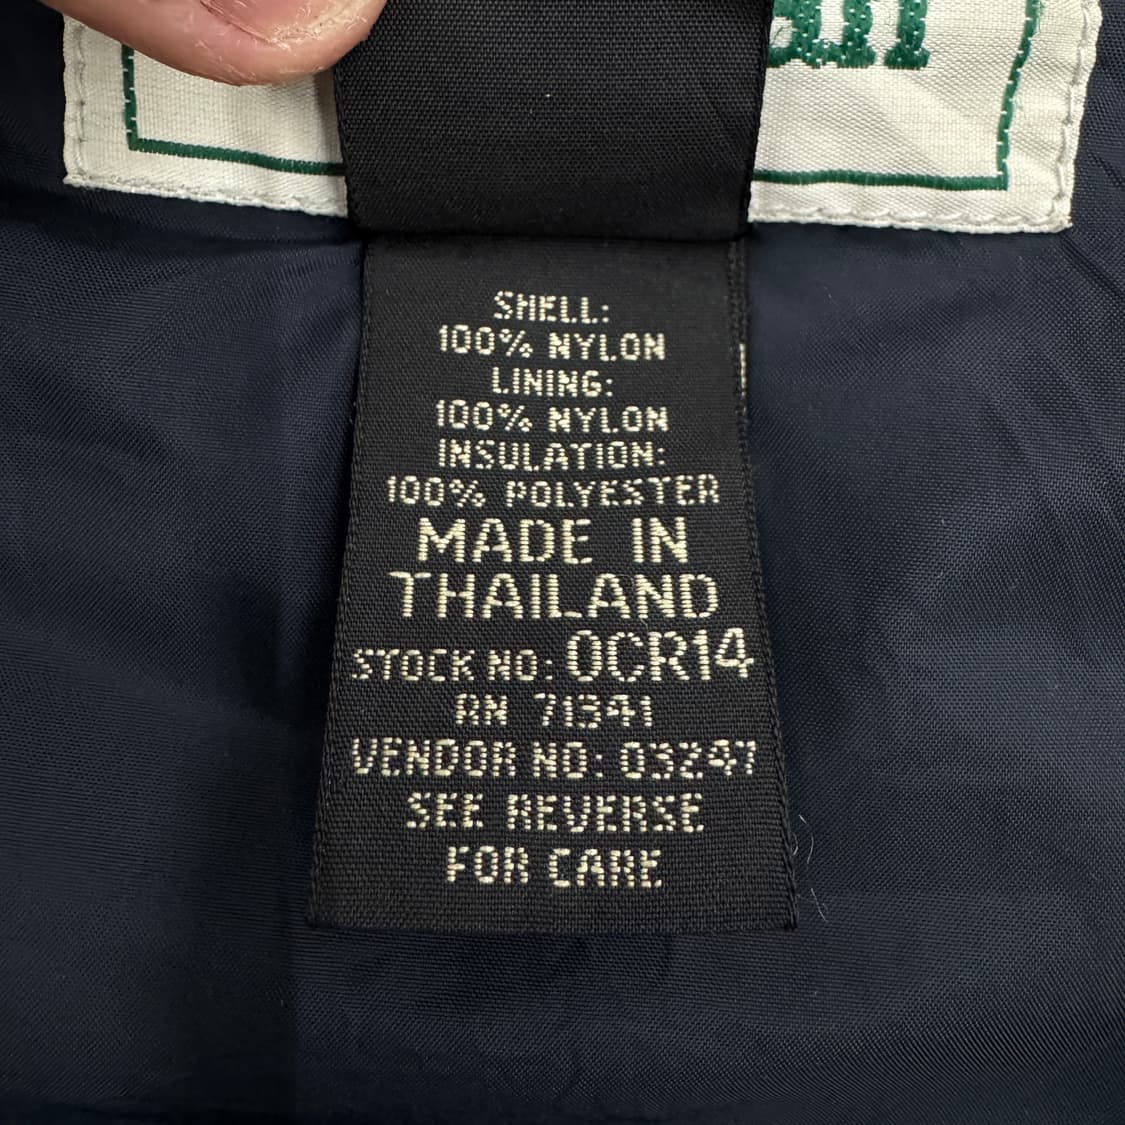 SHELL:
100% NYLON
LINING:
100% NYLON
INSULATION:
100% POLYESTER
MADE IN
THAILAND
STOCK NO: 0CR14
RN 71341
VENDOR NO: 03247
SEE REVERSE
FOR CARE